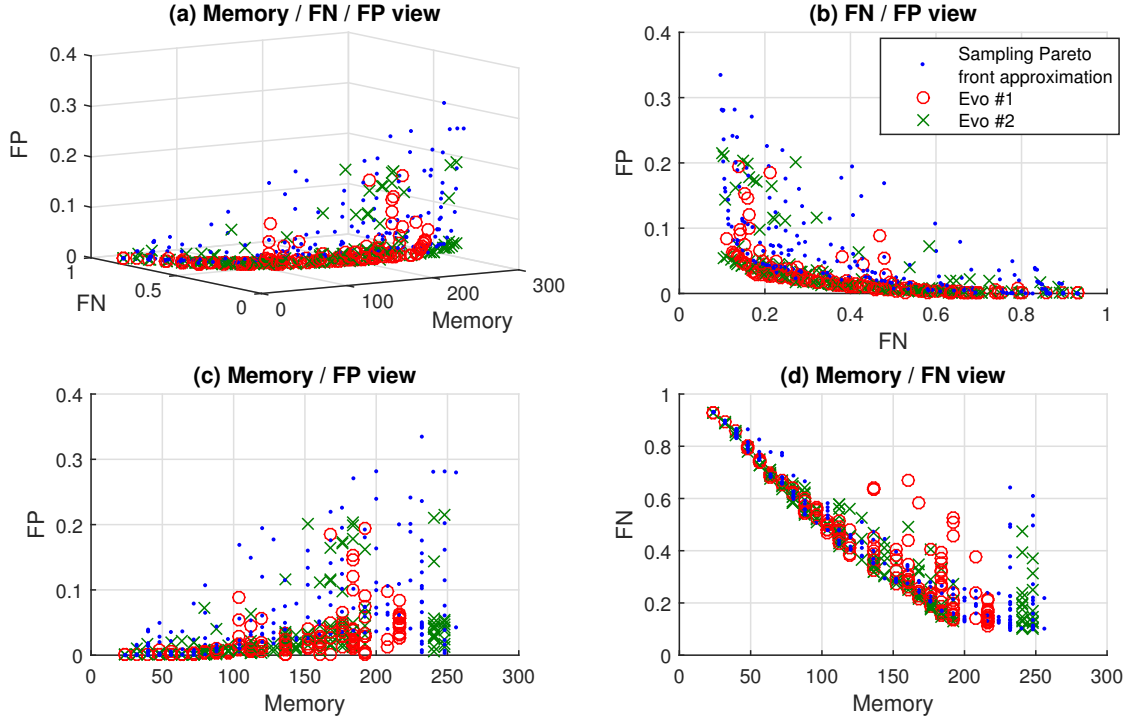 (a) Memory / FN / FP view
0.4
0.3
0.2
0.1
0
FP
1
0.5
0
FN
0
100
200
300
Memory
(b) FN / FP view
0.4
0.3
0.2
0.1
0
FP
0
0.2
0.4
0.6
0.8
1
FN
Sampling Pareto
front approximation
Evo #1
Evo #2
(c) Memory / FP view
0.4
0.3
0.2
0.1
0
FP
0
50
100
150
200
250
300
Memory
(d) Memory / FN view
1
0.8
0.6
0.4
0.2
0
FN
0
50
100
150
200
250
300
Memory